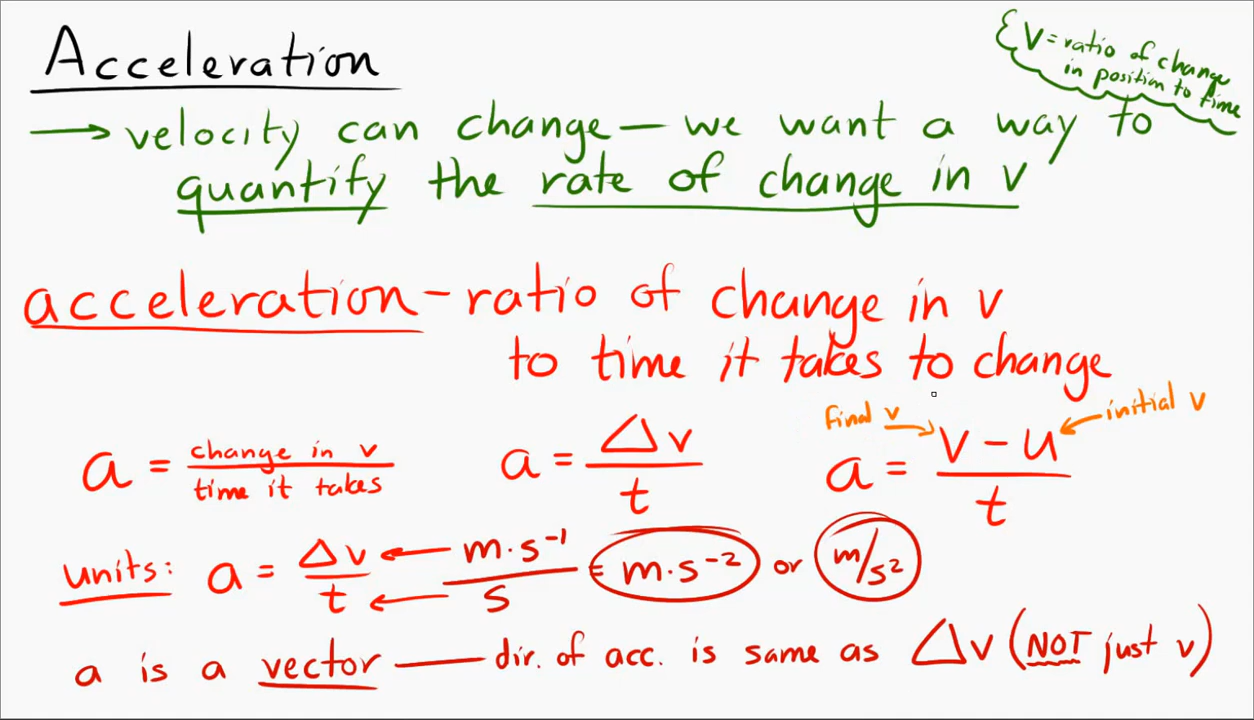 Acceleration
{ V = ratio of change
in position to time
→ velocity can change — we want a way to
quantify the rate of change in v
acceleration - ratio of change in v
to time it takes to change
final v → initial v
a = change in v / time it takes
a = Δv / t
a = v - u / t
units: a = Δv / t ← m·s⁻¹ / s = m·s⁻² or m/s²
a is a vector — dir. of acc. is same as Δv (NOT just v)